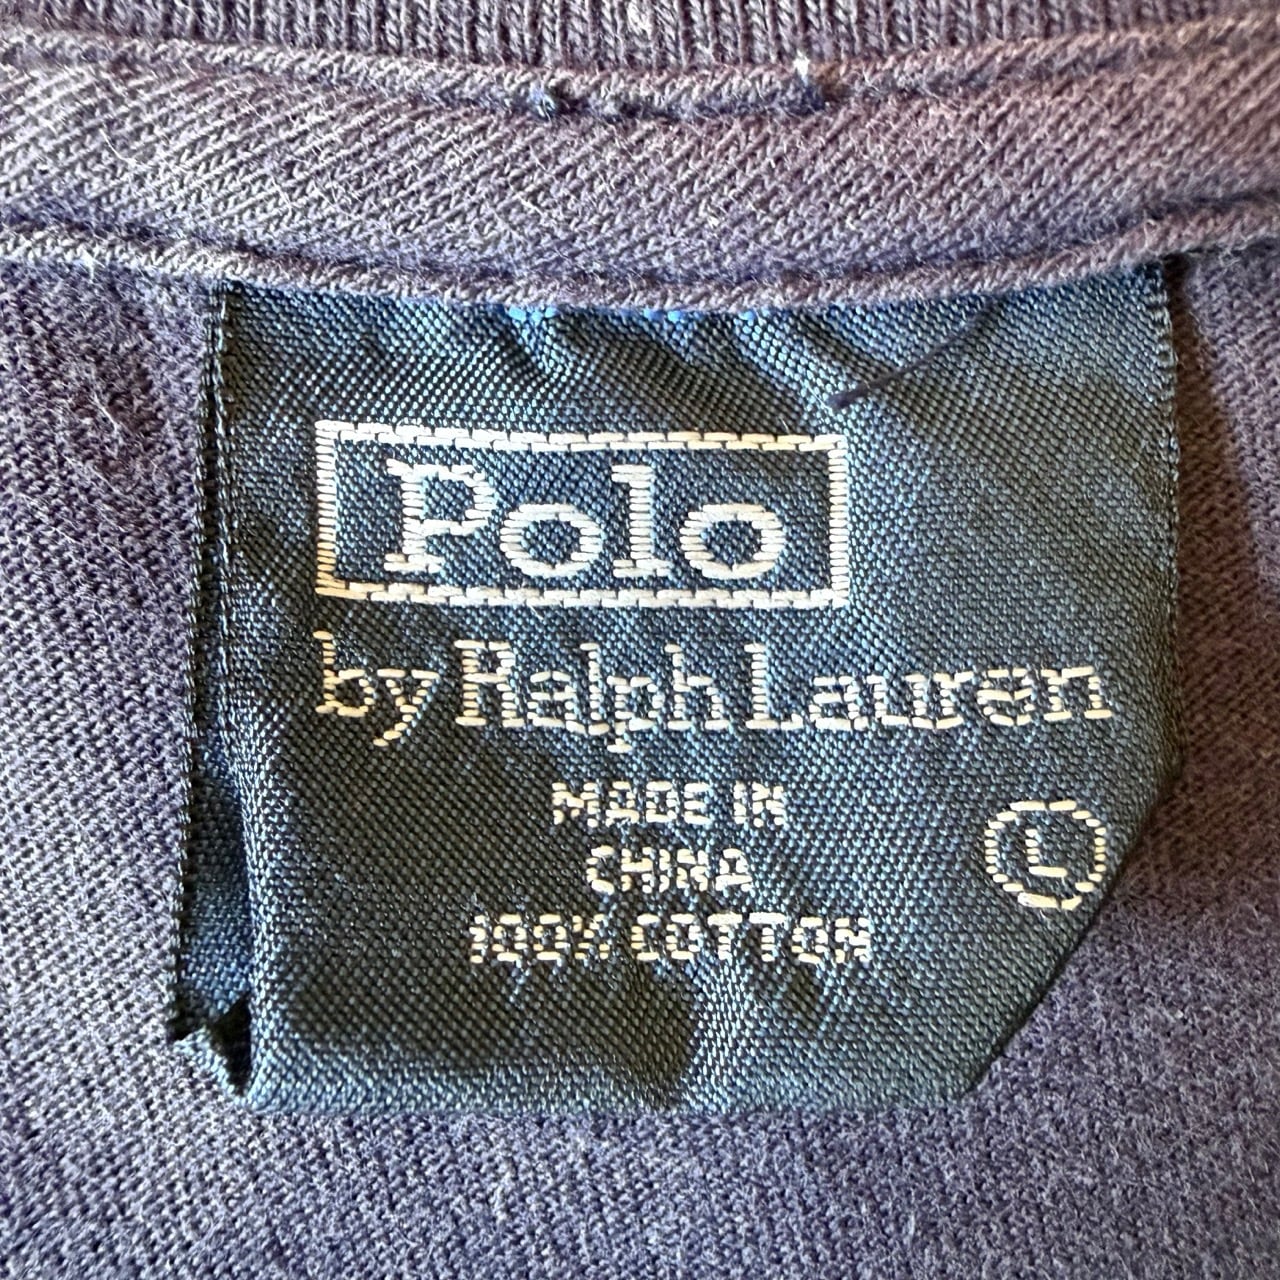 Polo
by Ralph Lauren
MADE IN
CHINA
L
100% COTTON